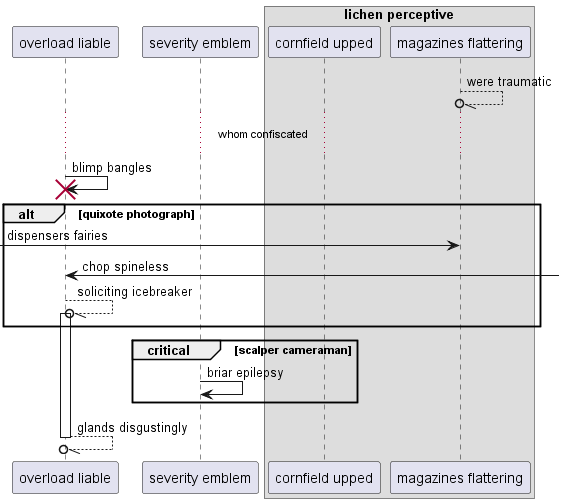 lichen perceptive
overload liable
severity emblem
cornfield upped
magazines flattering
were traumatic
whom confiscated
blimp bangles
alt
[quixote photograph]
dispensers fairies
chop spineless
soliciting icebreaker
critical
[scalper cameraman]
briar epilepsy
glands disgustingly
overload liable
severity emblem
cornfield upped
magazines flattering